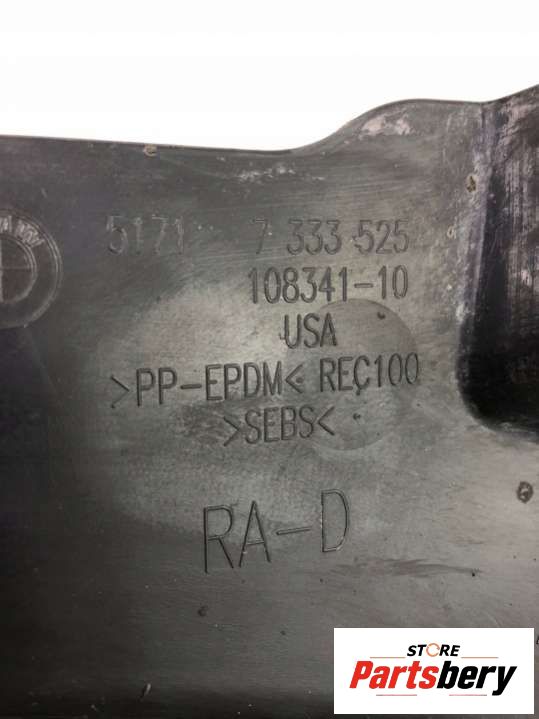 5171 7 333 525
108341-10
USA
>PP-EPDM< REC100
>SEBS<
RA-D
STORE
Partsbery